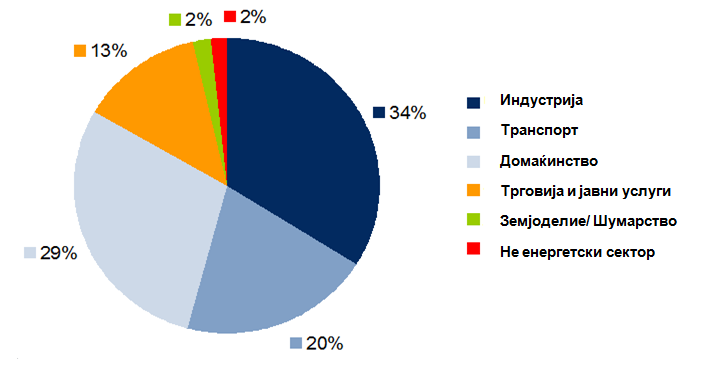 2%
2%
13%
34%
29%
20%
Индустрија
Транспорт
Домаќинство
Трговија и јавни услуги
Земјоделие/ Шумарство
Не енергетски сектор